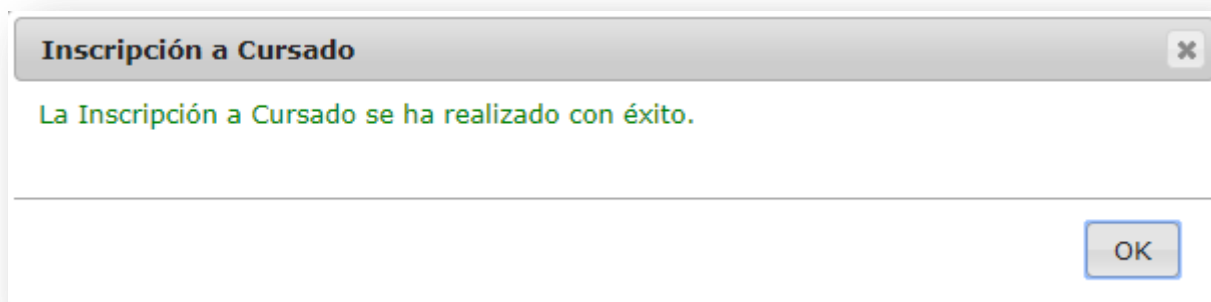 Inscripción a Cursado
La Inscripción a Cursado se ha realizado con éxito.
OK